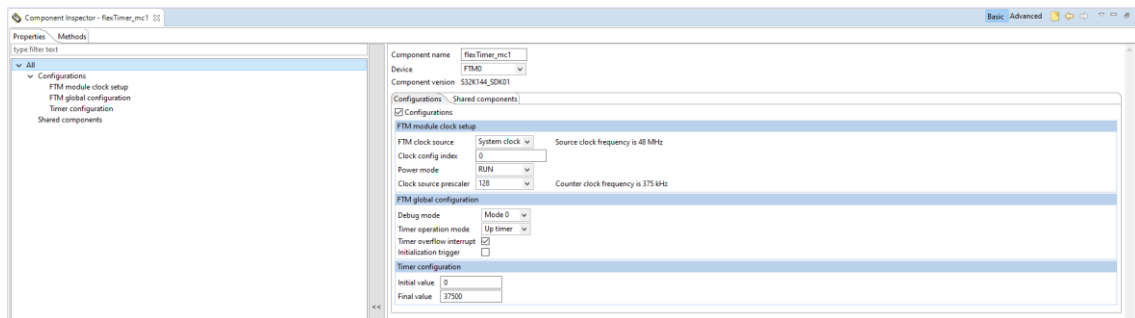 Component Inspector - flexTimer_mc1
Basic Advanced
Properties Methods
type filter text
All
Configurations
FTM module clock setup
FTM global configuration
Timer configuration
Shared components
<<
Component name flexTimer_mc1
Device FTM0
Component version S32K144_SDK01
Configurations Shared components
Configurations
FTM module clock setup
FTM clock source System clock Source clock frequency is 48 MHz
Clock config index 0
Power mode RUN
Clock source prescaler 128 Counter clock frequency is 375 kHz
FTM global configuration
Debug mode Mode 0
Timer operation mode Up timer
Timer overflow interrupt
Initialization trigger
Timer configuration
Initial value 0
Final value 37500